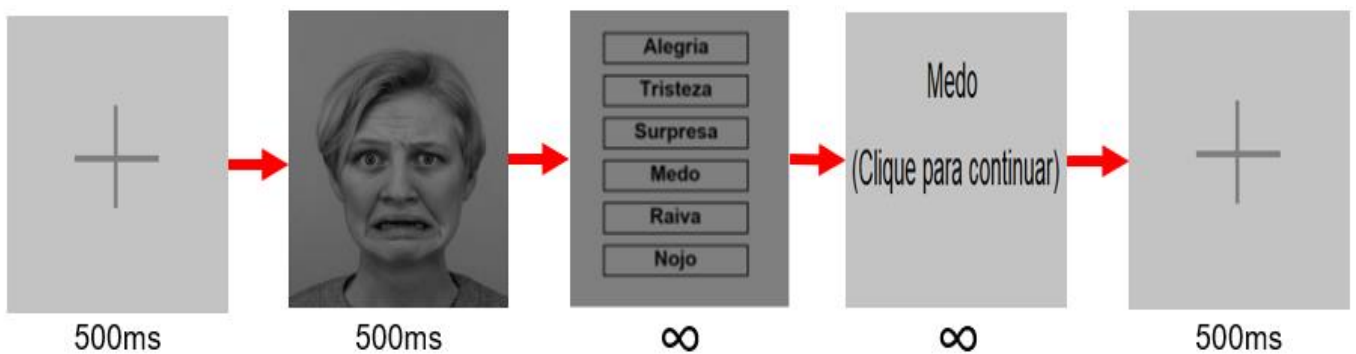 Alegria
Tristeza
Surpresa
Medo
Raiva
Nojo
Medo
(Clique para continuar)
500ms
500ms
∞
∞
500ms